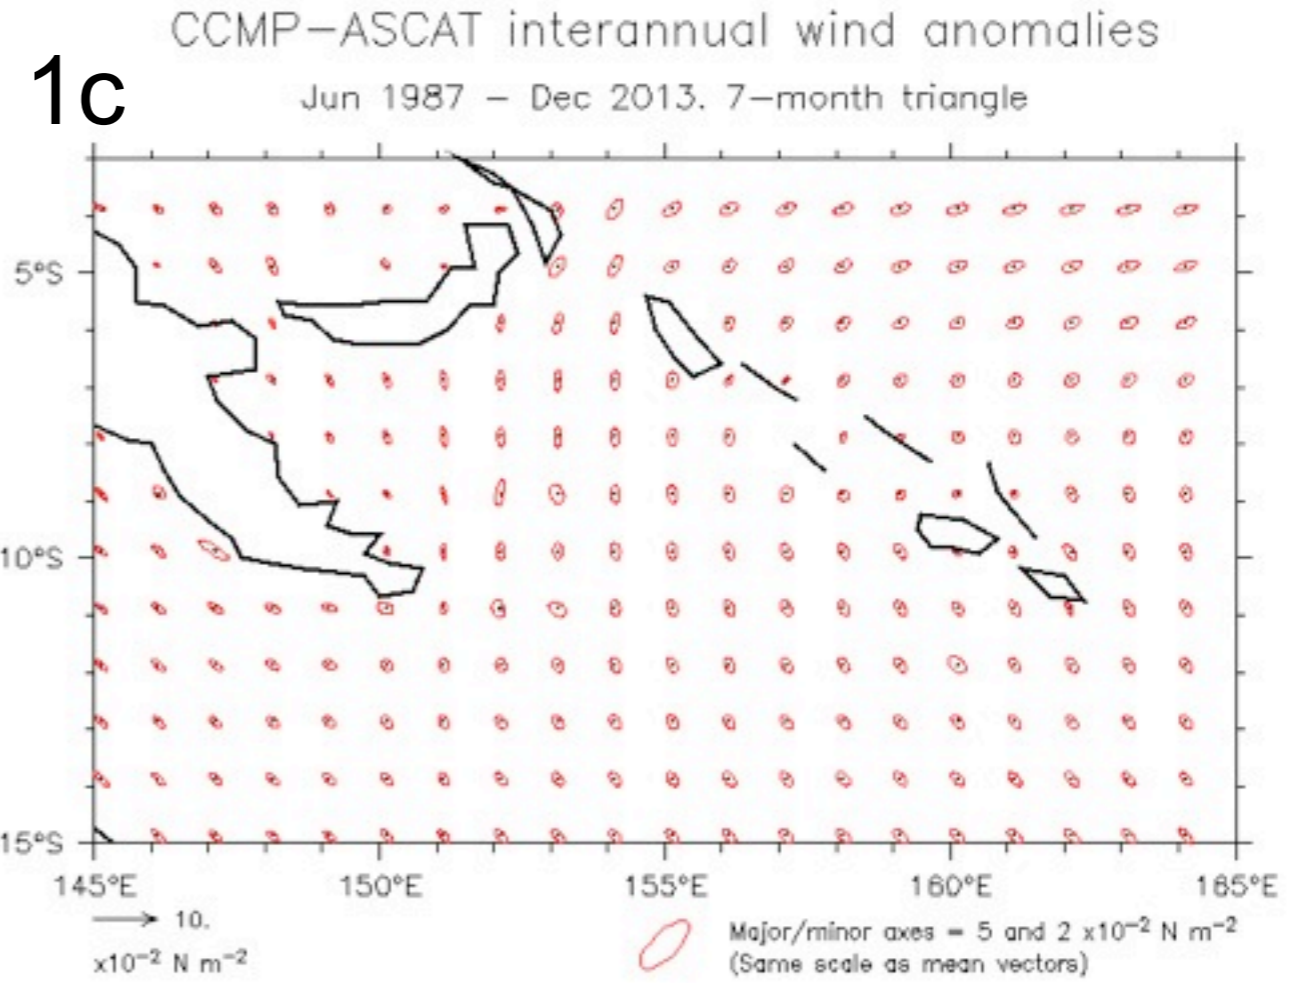 CCMP-ASCAT interannual wind anomalies
1c
Jun 1987 - Dec 2013. 7-month triangle
5°S
10°S
15°S
145°E 150°E 155°E 160°E 165°E
10.
x10⁻² N m⁻²
Major/minor axes = 5 and 2 x10⁻² N m⁻²
(Same scale as mean vectors)